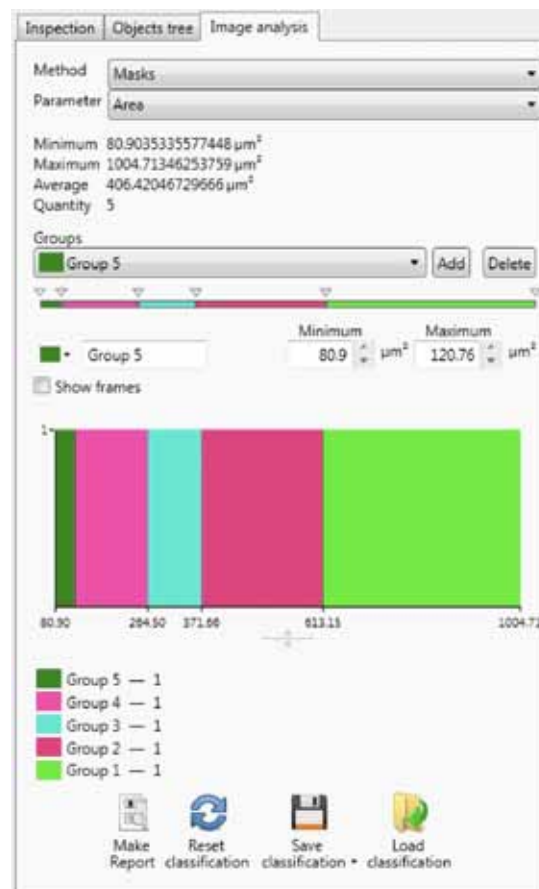 Inspection Objects tree Image analysis
Method Masks
Parameter Area
Minimum 80.9035335577448 µm²
Maximum 1004.71346253759 µm²
Average 406.42046729666 µm²
Quantity 5
Groups
Group 5 Add Delete
Minimum Maximum
Group 5 80.9 µm² 120.76 µm²
Show frames
1
80.90 264.50 371.66 613.15 1004.72
Group 5 — 1
Group 4 — 1
Group 3 — 1
Group 2 — 1
Group 1 — 1
Make Reset Save Load
Report classification classification classification